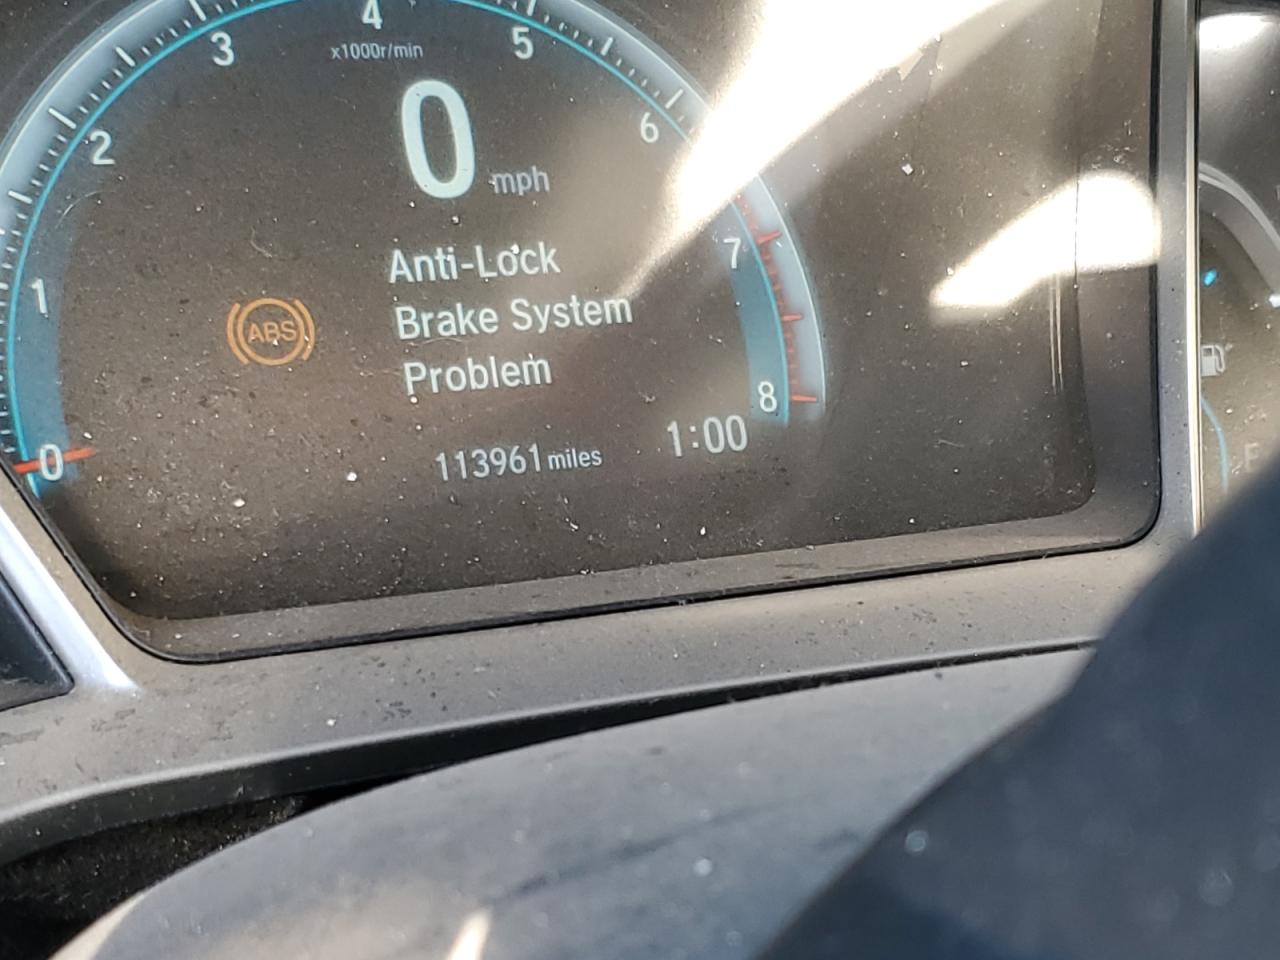 4
3 5
x1000r/min
2 0 6
mph
1 Anti-Lock 7
ABS Brake System
Problem
8
0 113961 miles 1:00